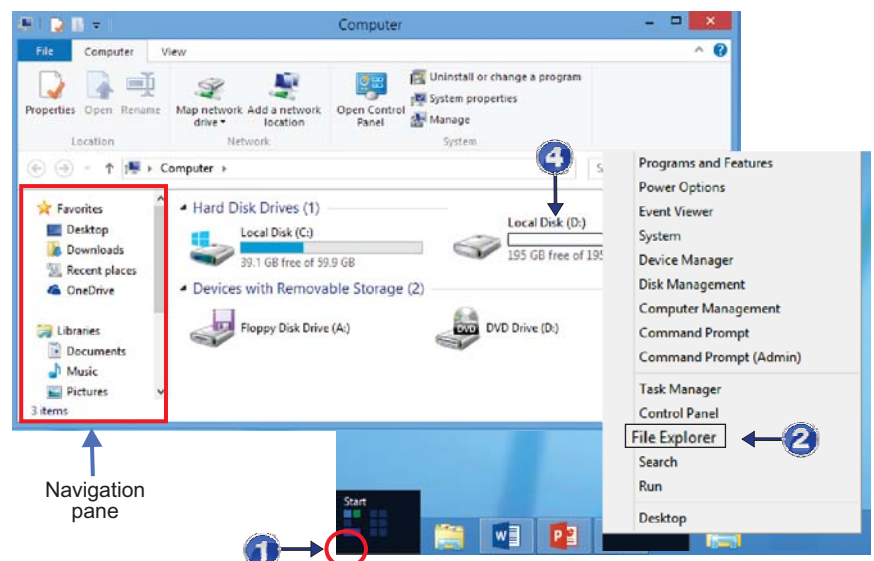 Computer
File Computer View
Properties Open Rename Map network drive Add a network location Open Control Panel
Uninstall or change a program
System properties
Manage
Location Network System
Computer
4
Favorites
Desktop
Downloads
Recent places
OneDrive
Libraries
Documents
Music
Pictures
3 items
Hard Disk Drives (1)
Local Disk (C:)
39.1 GB free of 59.9 GB
Local Disk (D:)
195 GB free of 195
Devices with Removable Storage (2)
Floppy Disk Drive (A:)
DVD
DVD Drive (D:)
Programs and Features
Power Options
Event Viewer
System
Device Manager
Disk Management
Computer Management
Command Prompt
Command Prompt (Admin)
Task Manager
Control Panel
File Explorer
2
Search
Run
Desktop
Navigation
pane
Start
1